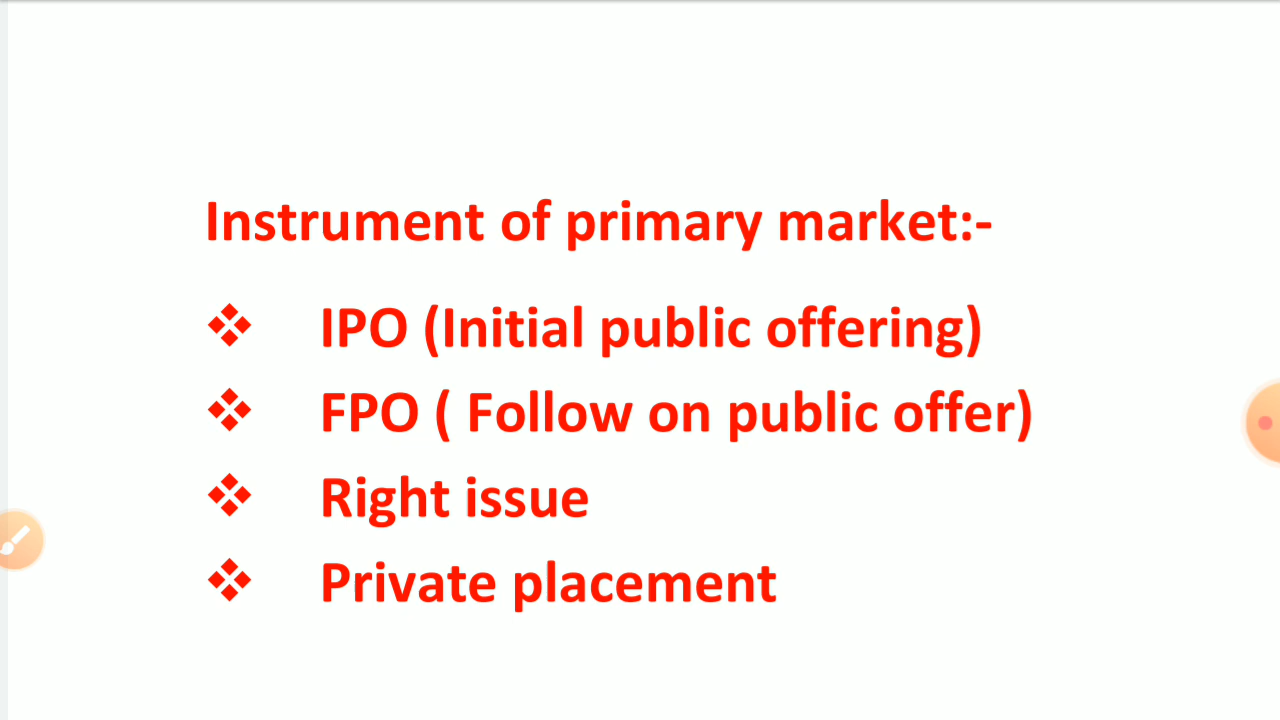 Instrument of primary market:-
❖ IPO (Initial public offering)
❖ FPO ( Follow on public offer)
❖ Right issue
❖ Private placement